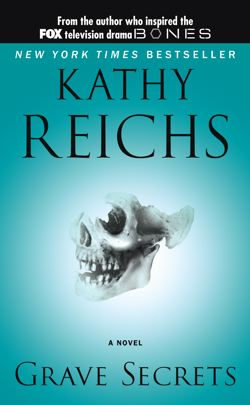 From the author who inspired the
FOX television drama BONES
NEW YORK TIMES BESTSELLER
KATHY
REICHS
A NOVEL
GRAVE SECRETS